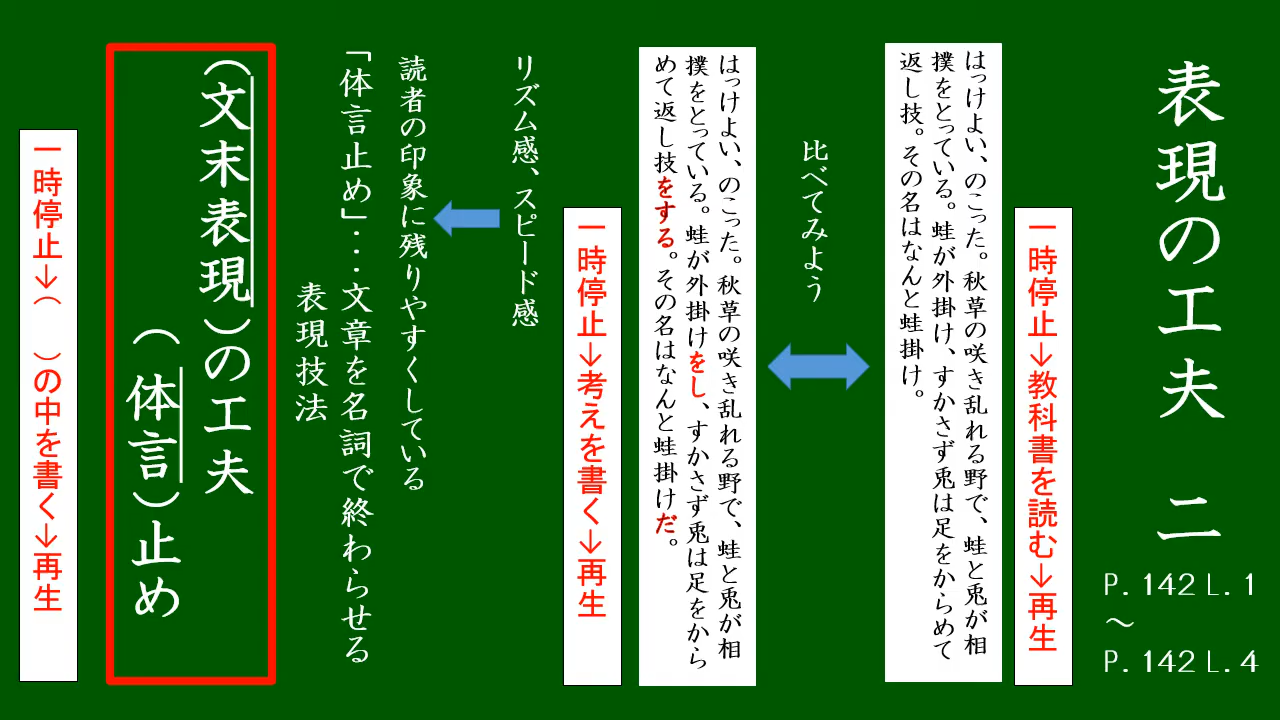 表現の工夫　二
P.142 L.1
～
P.142 L.4
一時停止→教科書を読む→再生
はっけよい、のこった。秋草の咲き乱れる野で、蛙と兎が相
撲をとっている。蛙が外掛け、すかさず兎は足をからめて
返し技。その名はなんと蛙掛け。
比べてみよう
はっけよい、のこった。秋草の咲き乱れる野で、蛙と兎が相
撲をとっている。蛙が外掛けをし、すかさず兎は足をから
めて返し技をする。その名はなんと蛙掛けだ。
一時停止→考えを書く→再生
リズム感、スピード感
読者の印象に残りやすくしている
「体言止め」・・・文章を名詞で終わらせる
表現技法
（文末表現）の工夫
（体言）止め
一時停止→（　　）の中を書く→再生